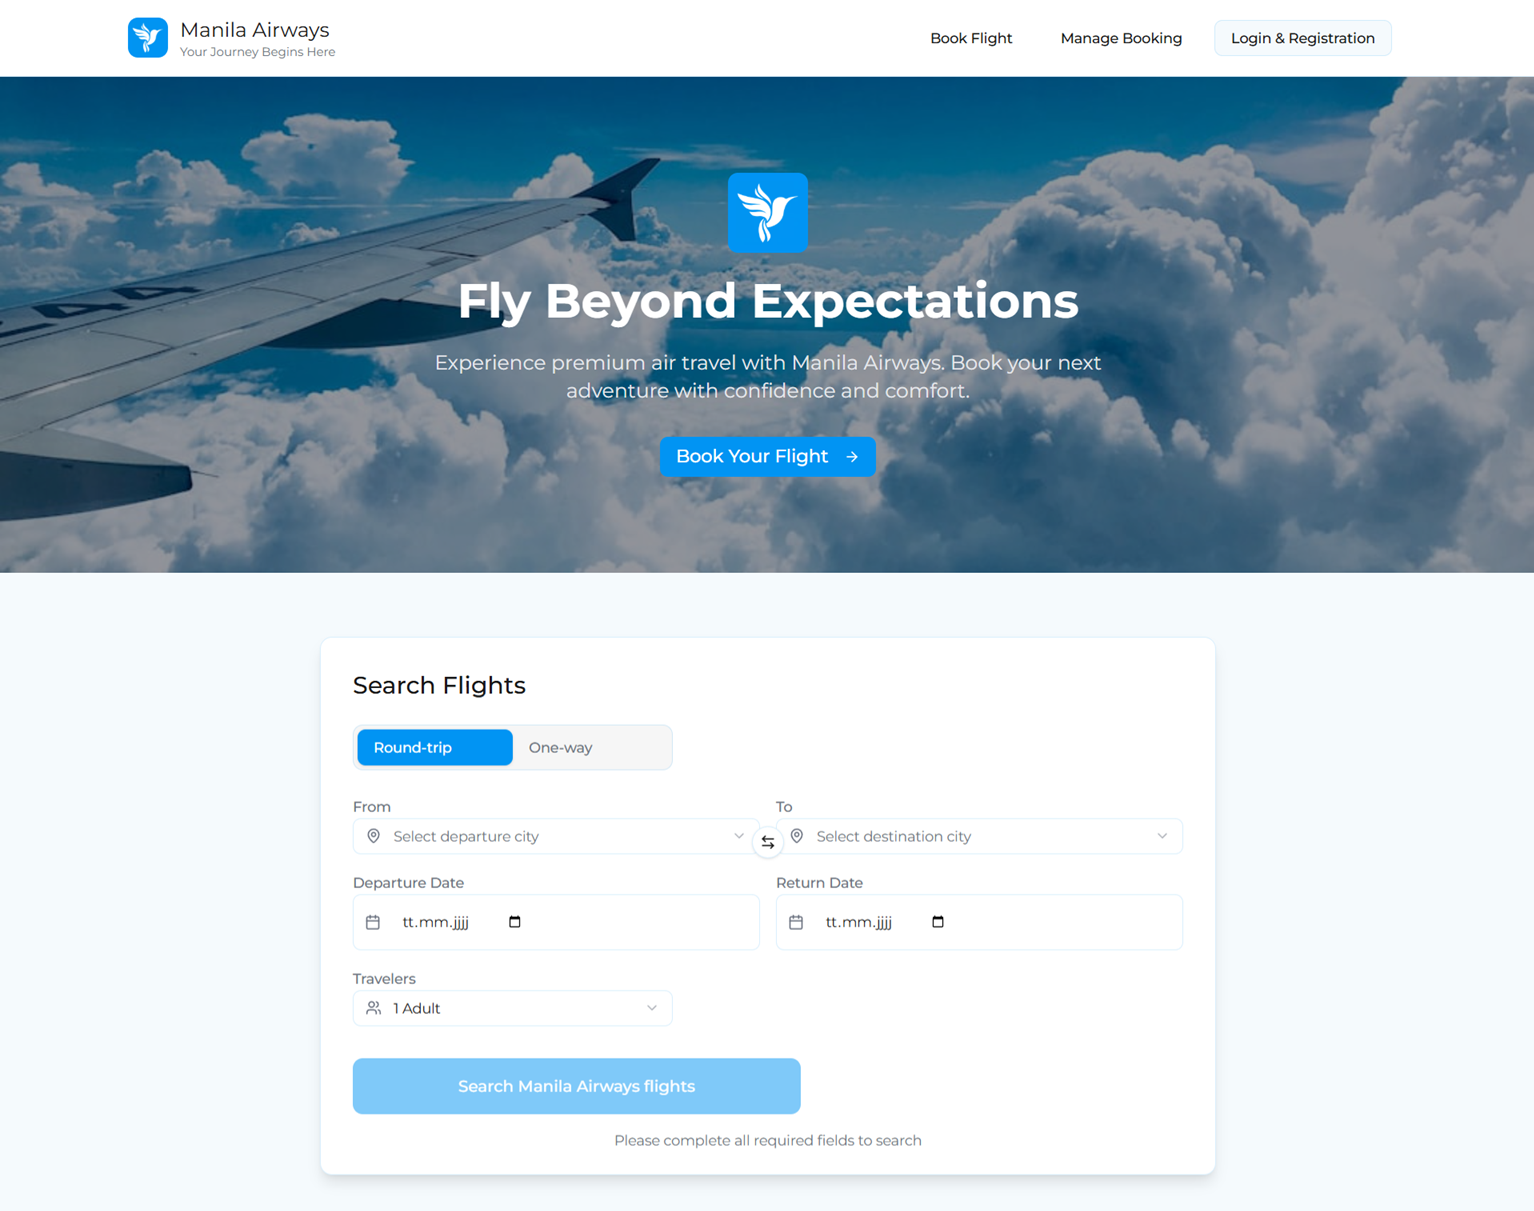 Manila Airways
Your Journey Begins Here
Book Flight
Manage Booking
Login & Registration
Fly Beyond Expectations
Experience premium air travel with Manila Airways. Book your next
adventure with confidence and comfort.
Book Your Flight
Search Flights
Round-trip
One-way
From
To
Select departure city
Select destination city
Departure Date
Return Date
tt.mm.jjjj
tt.mm.jjjj
Travelers
1 Adult
Search Manila Airways flights
Please complete all required fields to search